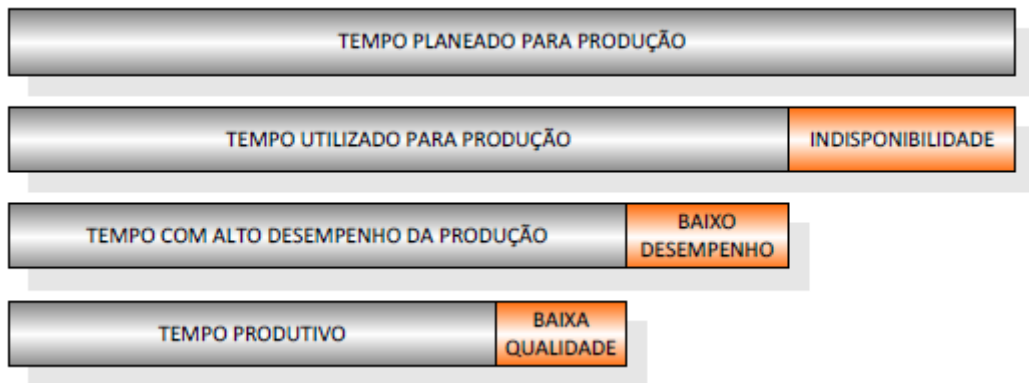 TEMPO PLANEADO PARA PRODUÇÃO
TEMPO UTILIZADO PARA PRODUÇÃO
INDISPONIBILIDADE
TEMPO COM ALTO DESEMPENHO DA PRODUÇÃO
BAIXO
DESEMPENHO
TEMPO PRODUTIVO
BAIXA
QUALIDADE